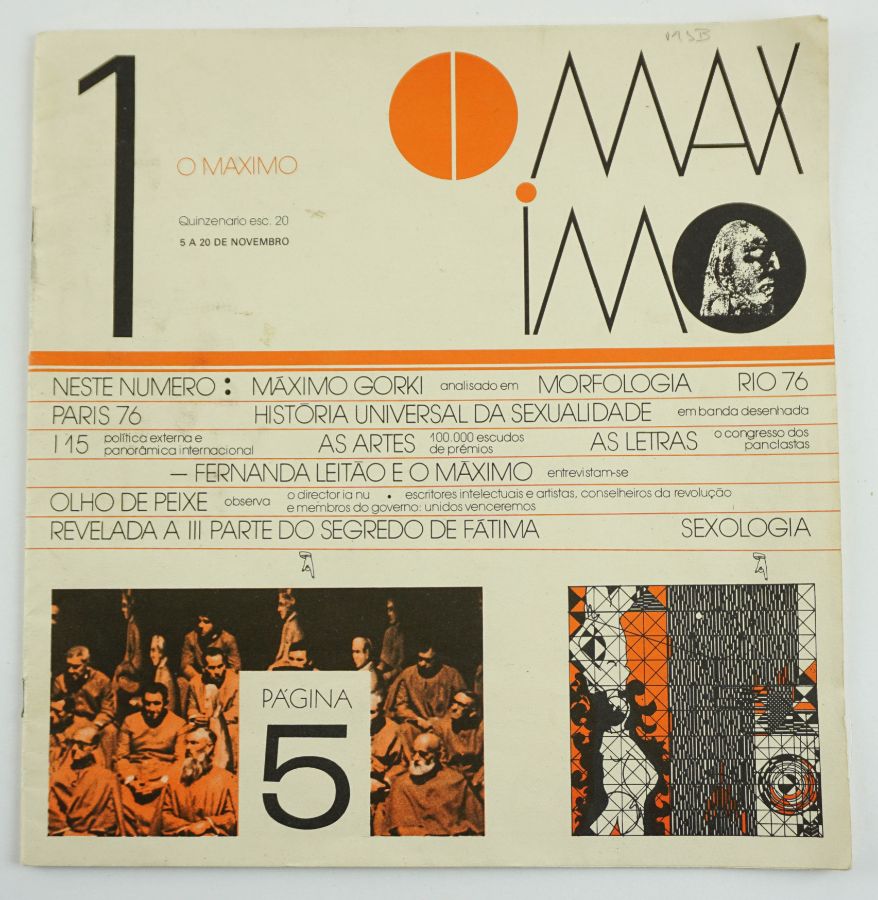 1
O MAX
iMO
O MAXIMO
Quinzenario esc. 20
5 A 20 DE NOVEMBRO
NESTE NUMERO : MÁXIMO GORKI analisado em MORFOLOGIA RIO 76
PARIS 76 HISTÓRIA UNIVERSAL DA SEXUALIDADE em banda desenhada
I 15 política externa e panorâmica internacional AS ARTES 100.000 escudos de prémios AS LETRAS o congresso dos panclastas
— FERNANDA LEITÃO E O MÁXIMO entrevistam-se
OLHO DE PEIXE observa o director ia nu • escritores intelectuais e artistas, conselheiros da revolução
e membros do governo: unidos venceremos
REVELADA A III PARTE DO SEGREDO DE FÁTIMA SEXOLOGIA
PÁGINA
5